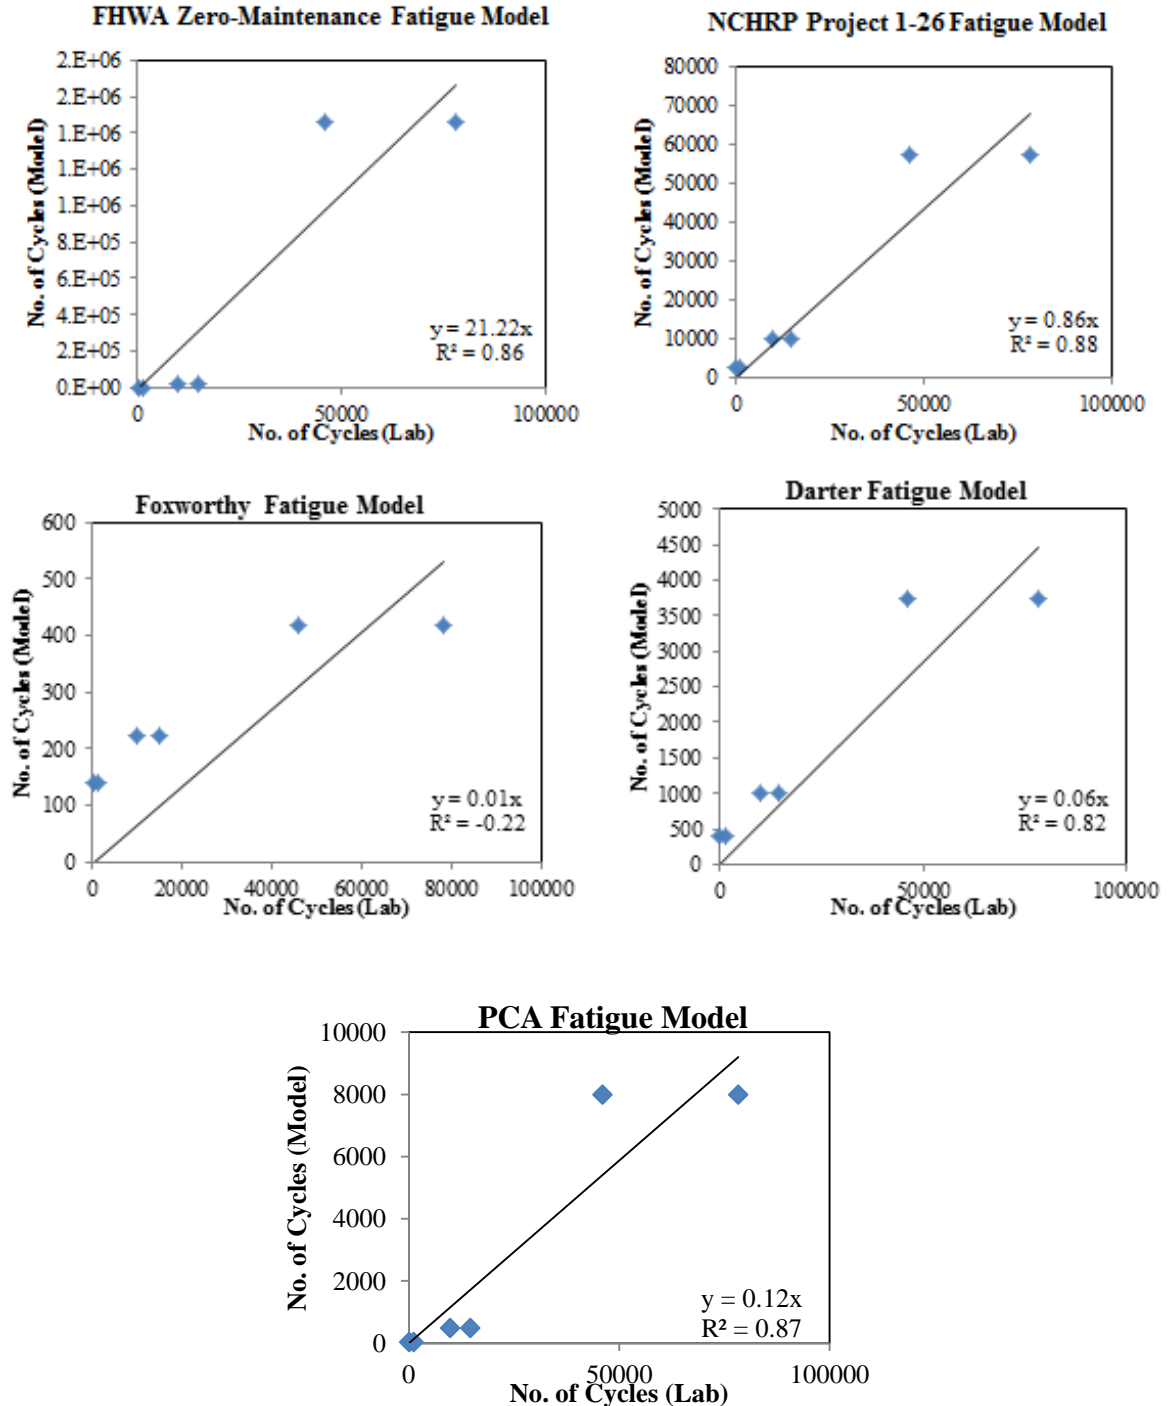 FHWA Zero-Maintenance Fatigue Model
2.E+06
2.E+06
1.E+06
1.E+06
1.E+06
8.E+05
6.E+05
4.E+05
2.E+05
0.E+00
No. of Cycles (Model)
y = 21.22x
R² = 0.86
0
50000
100000
No. of Cycles (Lab)
NCHRP Project 1-26 Fatigue Model
80000
70000
60000
50000
40000
30000
20000
10000
0
No. of Cycles (Model)
y = 0.86x
R² = 0.88
0
50000
100000
No. of Cycles (Lab)
Foxworthy Fatigue Model
600
500
400
300
200
100
0
No. of Cycles (Model)
y = 0.01x
R² = -0.22
0
20000
40000
60000
80000
100000
No. of Cycles (Lab)
Darter Fatigue Model
5000
4500
4000
3500
3000
2500
2000
1500
1000
500
0
No. of Cycles (Model)
y = 0.06x
R² = 0.82
0
50000
100000
No. of Cycles (Lab)
PCA Fatigue Model
10000
8000
6000
4000
2000
0
No. of Cycles (Model)
y = 0.12x
R² = 0.87
0
50000
100000
No. of Cycles (Lab)